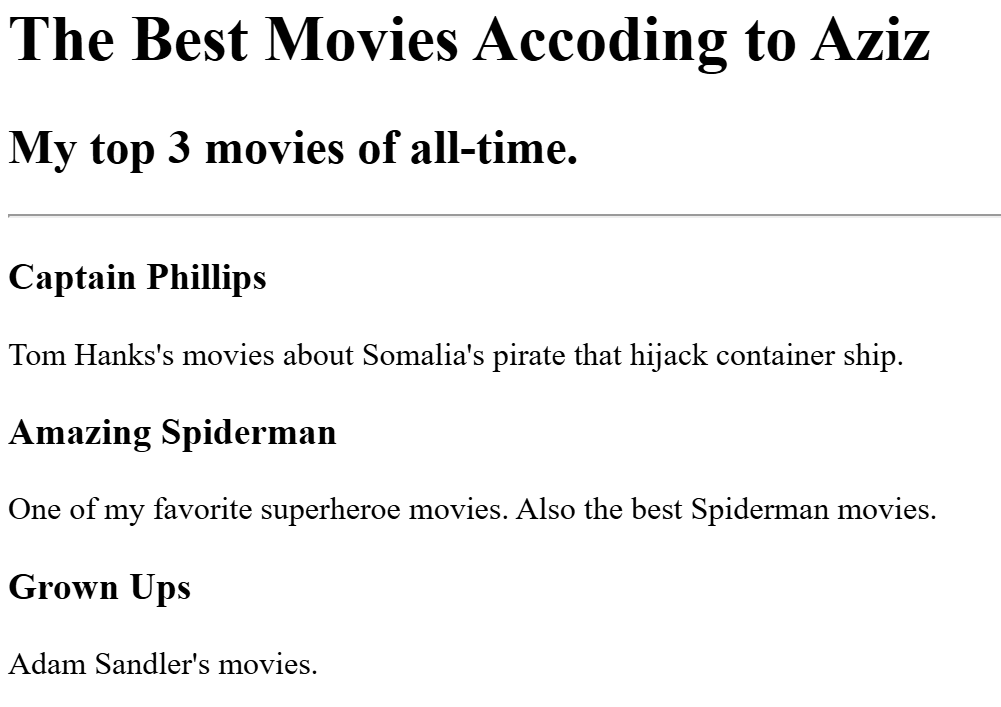 The Best Movies Accoding to Aziz
My top 3 movies of all-time.
Captain Phillips
Tom Hanks's movies about Somalia's pirate that hijack container ship.
Amazing Spiderman
One of my favorite superheroe movies. Also the best Spiderman movies.
Grown Ups
Adam Sandler's movies.